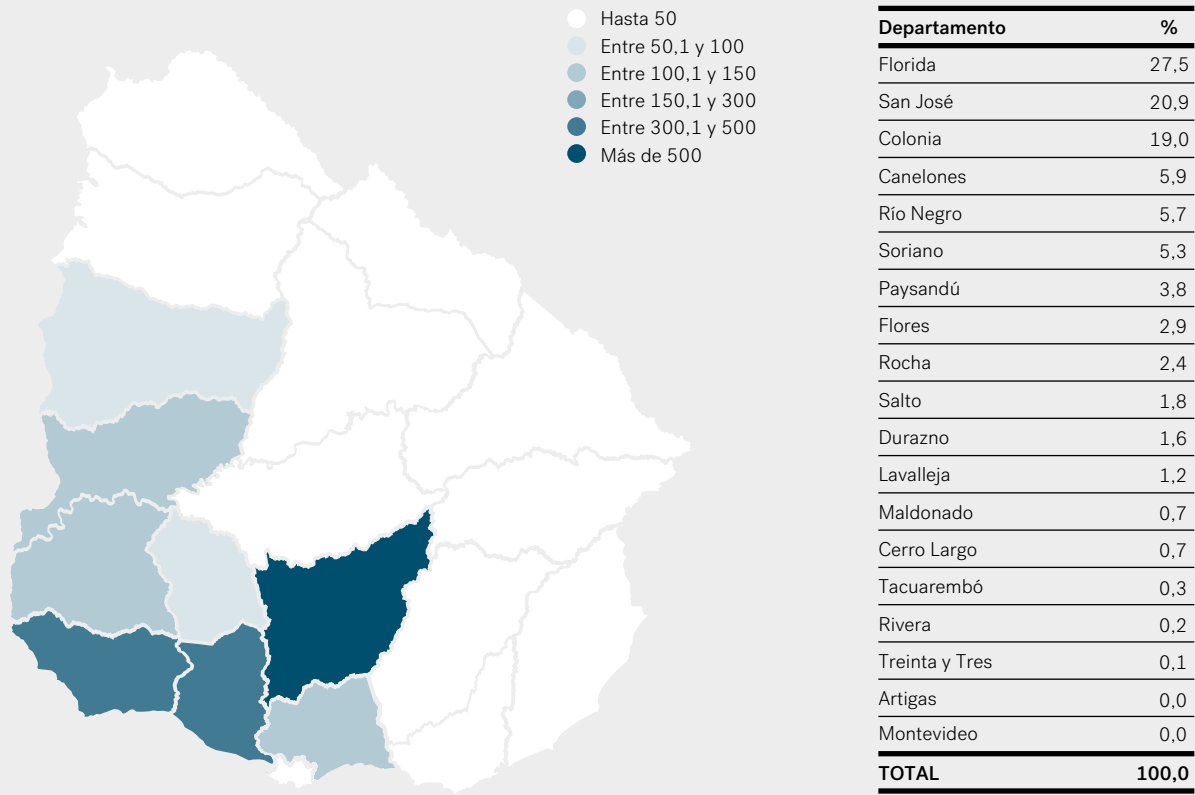 Hasta 50
Entre 50,1 y 100
Entre 100,1 y 150
Entre 150,1 y 300
Entre 300,1 y 500
Más de 500
Departamento %
Florida 27,5
San José 20,9
Colonia 19,0
Canelones 5,9
Río Negro 5,7
Soriano 5,3
Paysandú 3,8
Flores 2,9
Rocha 2,4
Salto 1,8
Durazno 1,6
Lavalleja 1,2
Maldonado 0,7
Cerro Largo 0,7
Tacuarembó 0,3
Rivera 0,2
Treinta y Tres 0,1
Artigas 0,0
Montevideo 0,0
TOTAL 100,0